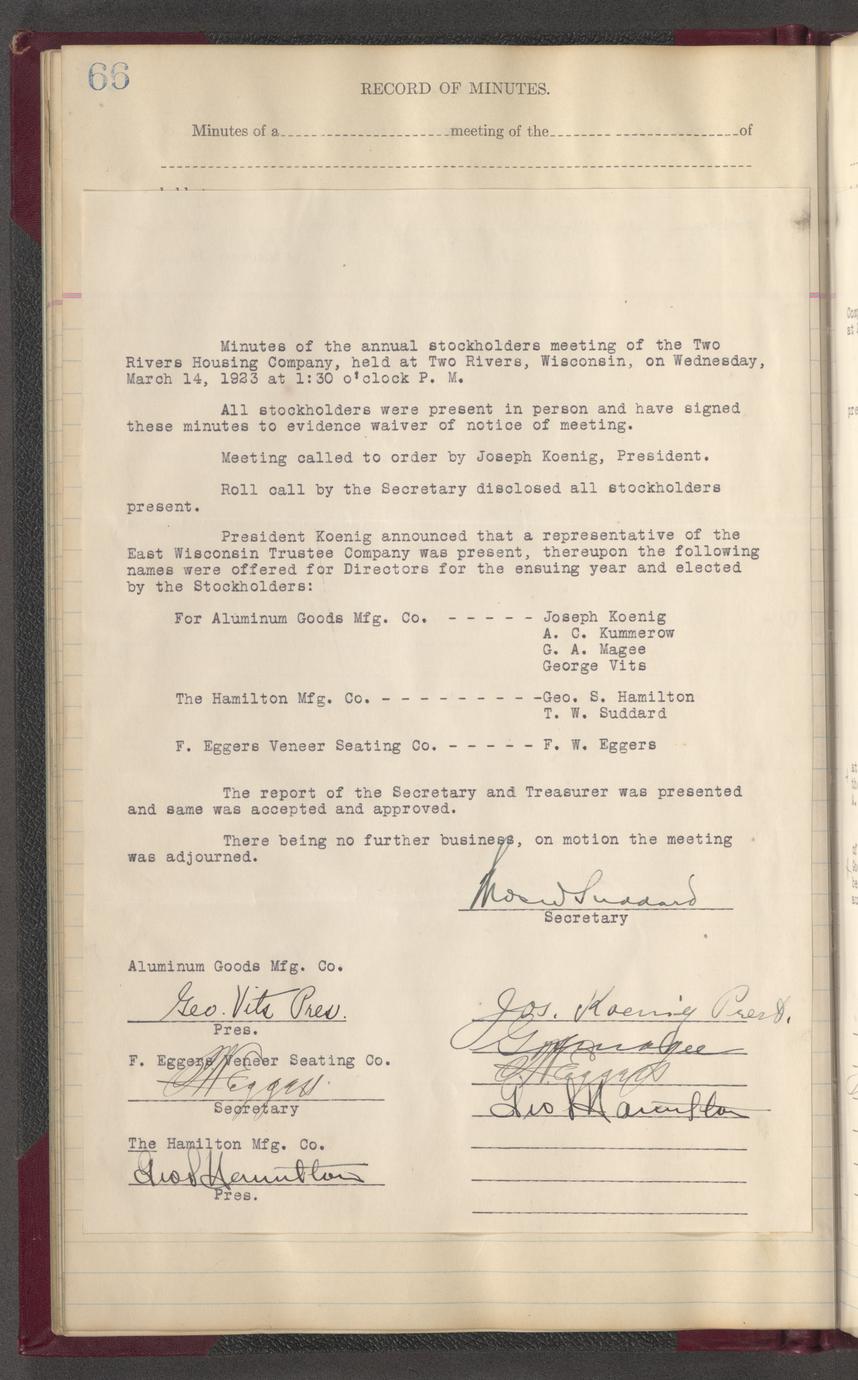 66
RECORD OF MINUTES.
Minutes of a meeting of the of
Minutes of the annual stockholders meeting of the Two
Rivers Housing Company, held at Two Rivers, Wisconsin, on Wednesday,
March 14, 1923 at 1:30 o'clock P. M.
All stockholders were present in person and have signed
these minutes to evidence waiver of notice of meeting.
Meeting called to order by Joseph Koenig, President.
Roll call by the Secretary disclosed all stockholders
present.
President Koenig announced that a representative of the
East Wisconsin Trustee Company was present, thereupon the following
names were offered for Directors for the ensuing year and elected
by the Stockholders:
For Aluminum Goods Mfg. Co. - - - - - Joseph Koenig
A. C. Kummerow
G. A. Magee
George Vits
The Hamilton Mfg. Co. - - - - - - - - -Geo. S. Hamilton
T. W. Suddard
F. Eggers Veneer Seating Co. - - - - - F. W. Eggers
The report of the Secretary and Treasurer was presented
and same was accepted and approved.
There being no further business, on motion the meeting
was adjourned.
Suddard
Secretary
Aluminum Goods Mfg. Co.
Geo. Vits Pres.
Pres.
Jos. Koenig Prest.
G A Magee
F. Eggers Veneer Seating Co.
F W Eggers
F W Eggers
Secretary
Geo S Hamilton
The Hamilton Mfg. Co.
Geo S Hamilton
Pres.